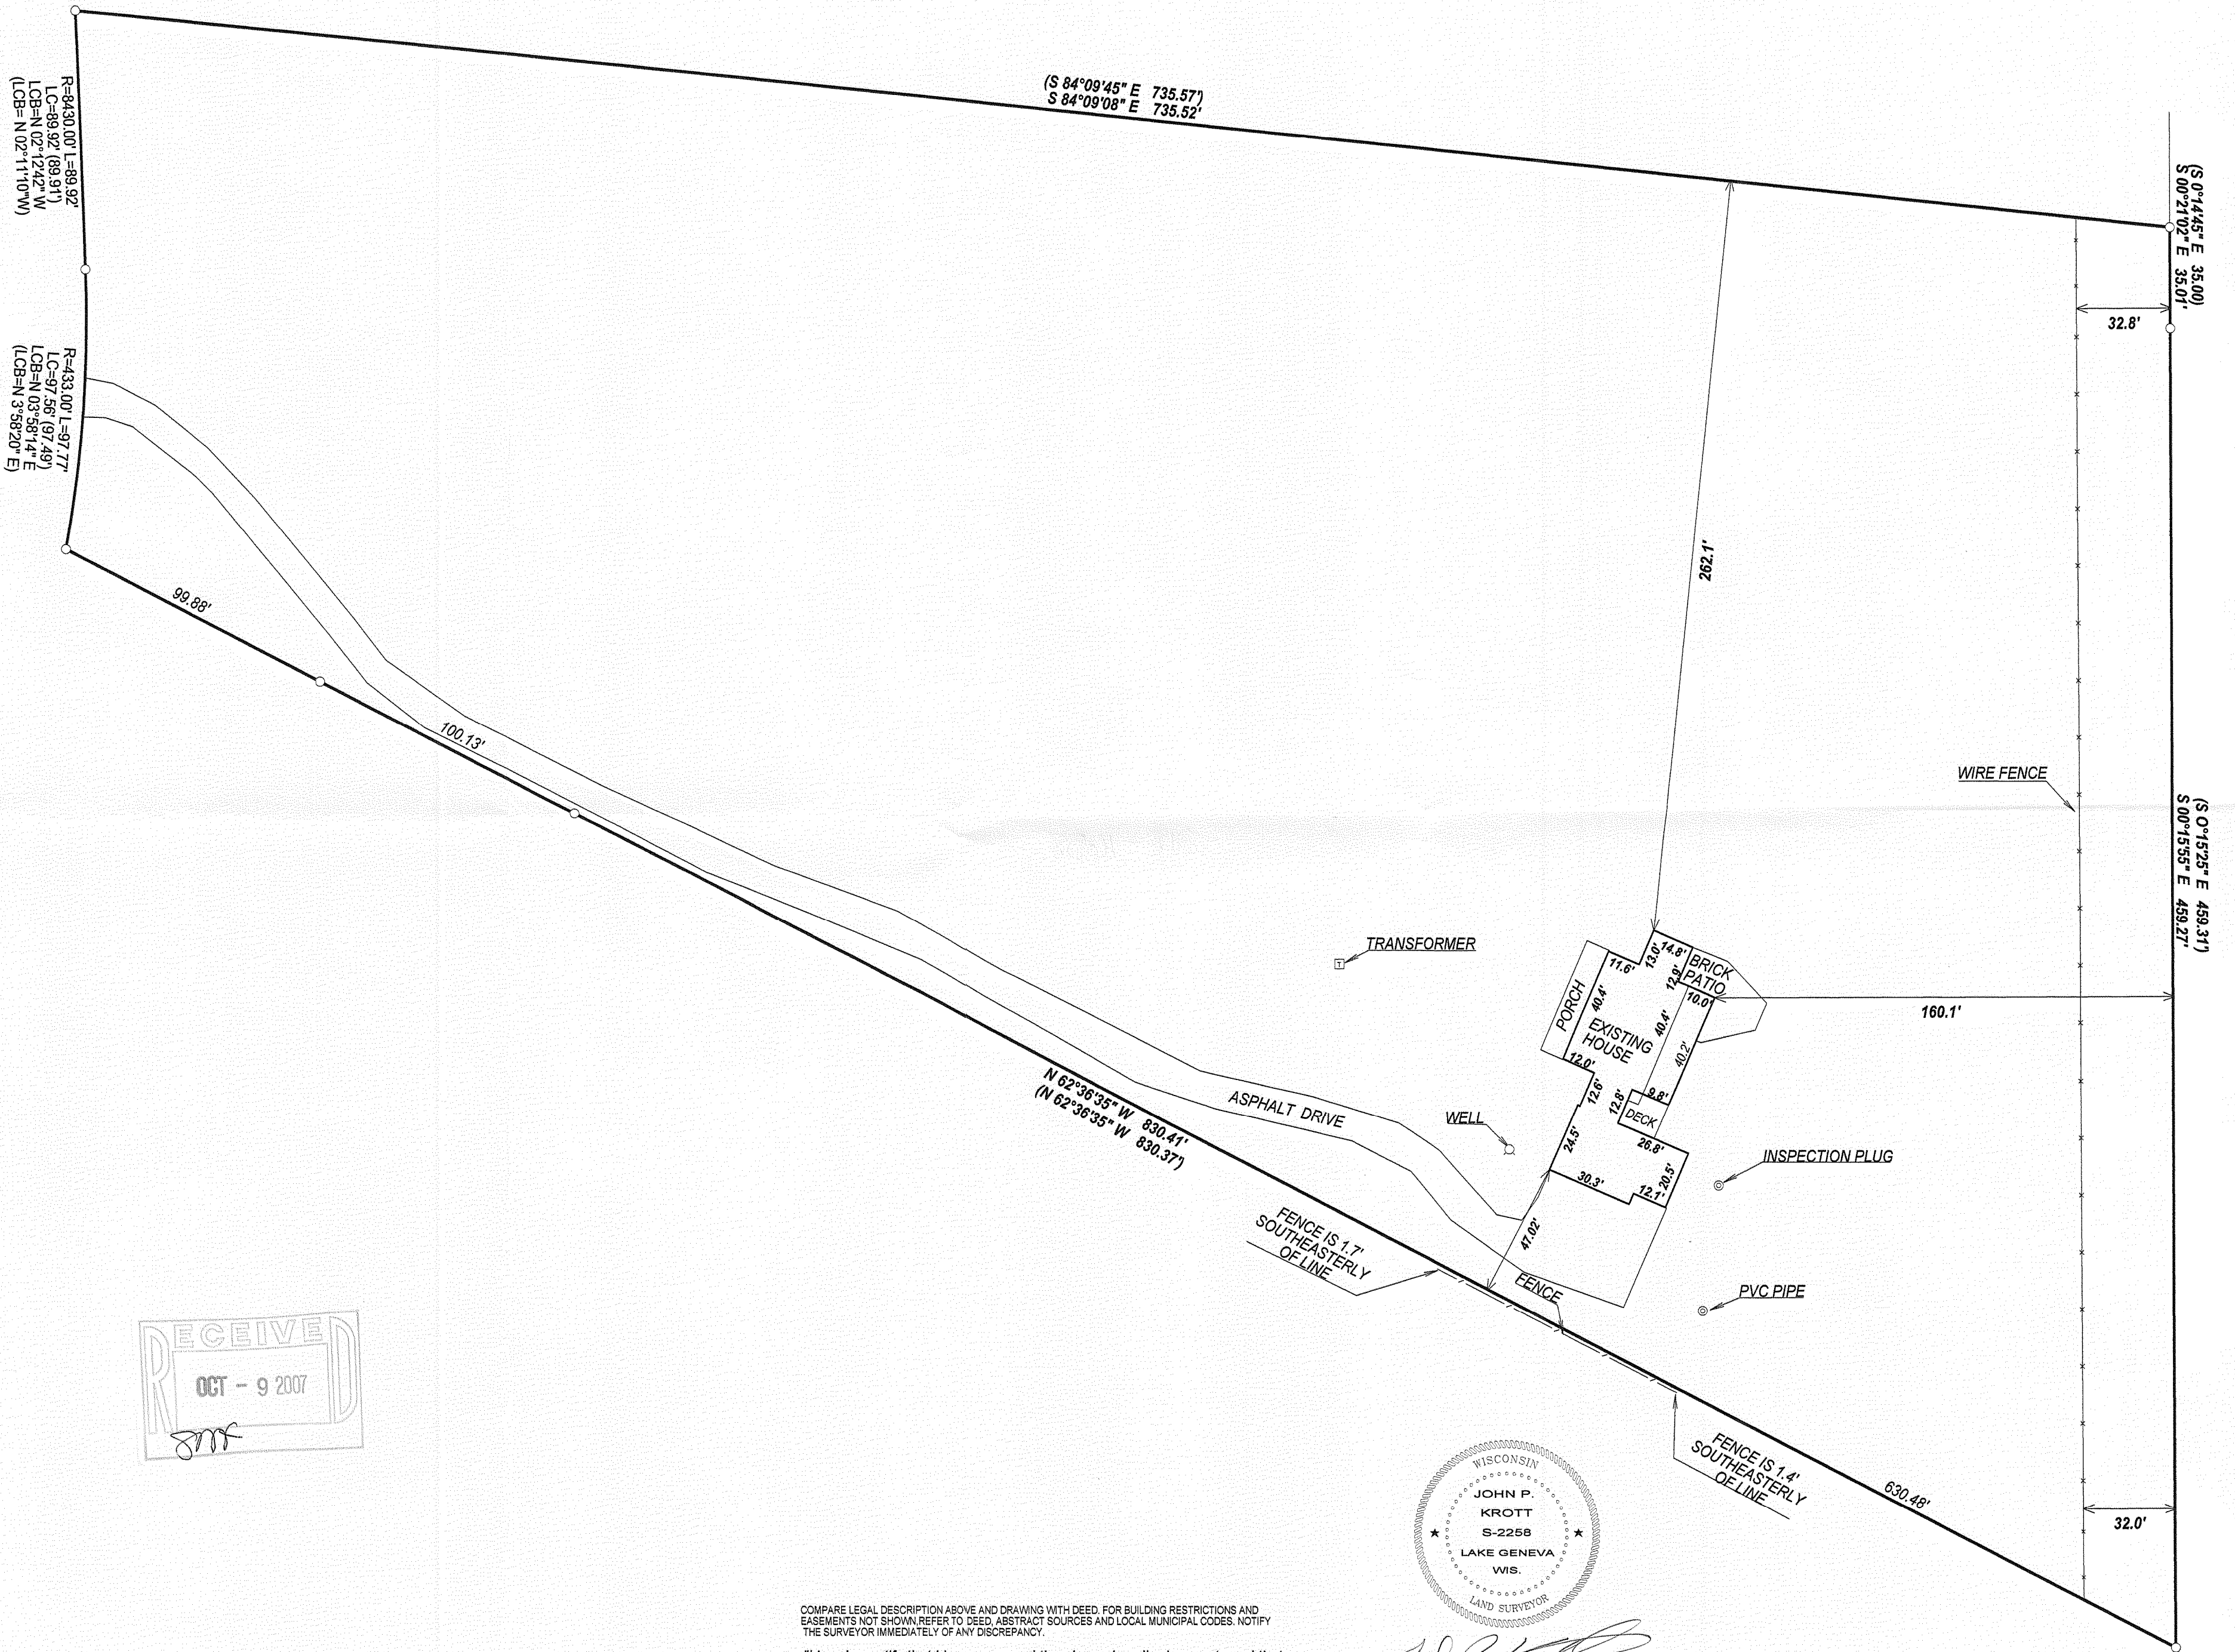 (S 84°09'45" E 735.57')
S 84°09'08" E 735.52'
(S 0°14'45" E 35.00)
S 00°21'02" E 35.01'
32.8'
R=8430.00' L=89.92'
LC=89.92' (89.91')
LCB=N 02°12'42" W
(LCB= N 02°11'10"W)
R=433.00' L=97.77'
LC=97.56' (97.49')
LCB=N 03°58'14" E
(LCB=N 3°58'20" E)
99.88'
100.13'
262.1'
WIRE FENCE
(S O°15'25" E 459.31')
S 00°15'55" E 459.27'
TRANSFORMER
T
14.8'
13.0'
BRICK
PATIO
12.9'
10.0'
11.6'
PORCH
40.4'
40.4'
EXISTING
HOUSE
40.2'
160.1'
12.0'
12.6'
12.8'
9.8'
DECK
24.5'
26.8'
20.5'
30.3'
12.1'
WELL
INSPECTION PLUG
ASPHALT DRIVE
N 62°36'35" W 830.41'
(N 62°36'35" W 830.37')
47.02'
FENCE IS 1.7'
SOUTHEASTERLY
OF LINE
FENCE
PVC PIPE
FENCE IS 1.4'
SOUTHEASTERLY
OF LINE
630.48'
32.0'
RECEIVED
OCT - 9 2007
WISCONSIN
JOHN P.
KROTT
S-2258
LAKE GENEVA
WIS.
LAND SURVEYOR
COMPARE LEGAL DESCRIPTION ABOVE AND DRAWING WITH DEED. FOR BUILDING RESTRICTIONS AND
EASEMENTS NOT SHOWN,REFER TO DEED, ABSTRACT SOURCES AND LOCAL MUNICIPAL CODES. NOTIFY
THE SURVEYOR IMMEDIATELY OF ANY DISCREPANCY.